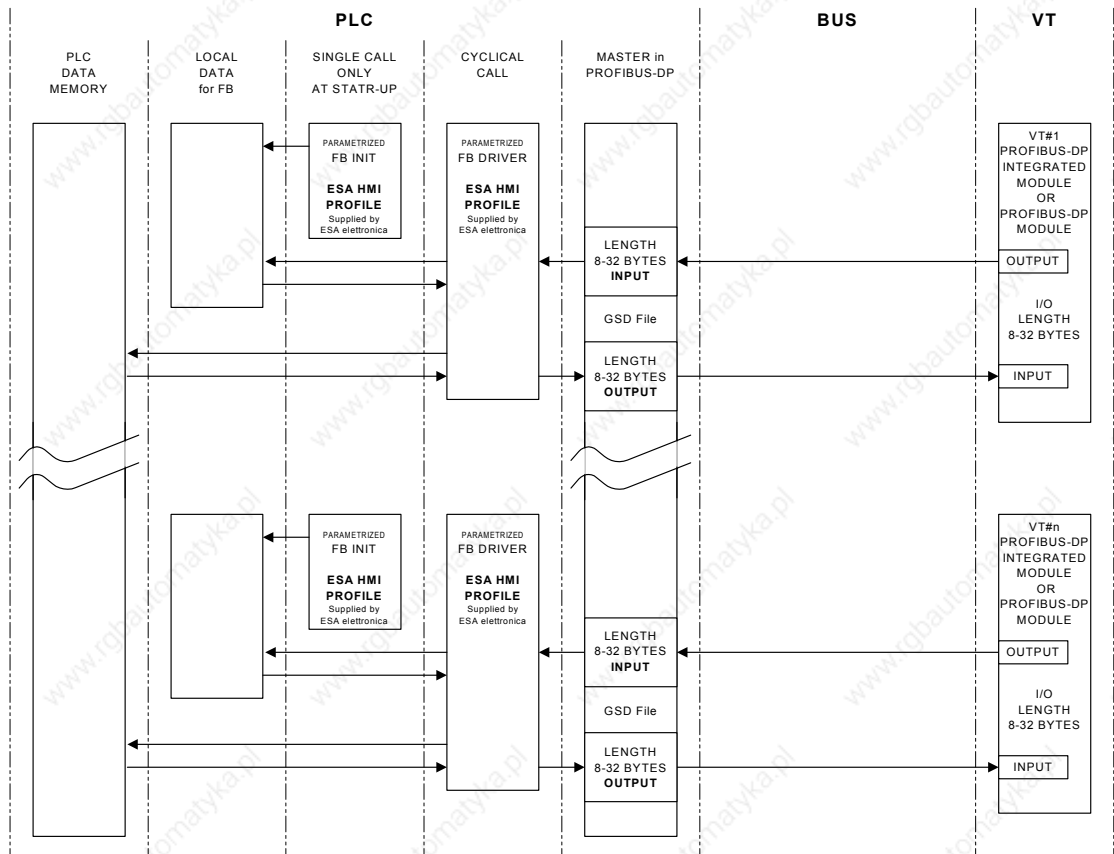 PLC
BUS
VT
PLC
DATA
MEMORY
LOCAL
DATA
for FB
SINGLE CALL
ONLY
AT STATR-UP
CYCLICAL
CALL
MASTER in
PROFIBUS-DP
PARAMETRIZED
FB INIT
ESA HMI
PROFILE
Supplied by
ESA elettronica
PARAMETRIZED
FB DRIVER
ESA HMI
PROFILE
Supplied by
ESA elettronica
LENGTH
8-32 BYTES
INPUT
GSD File
LENGTH
8-32 BYTES
OUTPUT
VT#1
PROFIBUS-DP
INTEGRATED
MODULE
OR
PROFIBUS-DP
MODULE
OUTPUT
I/O
LENGTH
8-32 BYTES
INPUT
PARAMETRIZED
FB INIT
ESA HMI
PROFILE
Supplied by
ESA elettronica
PARAMETRIZED
FB DRIVER
ESA HMI
PROFILE
Supplied by
ESA elettronica
LENGTH
8-32 BYTES
INPUT
GSD File
LENGTH
8-32 BYTES
OUTPUT
VT#n
PROFIBUS-DP
INTEGRATED
MODULE
OR
PROFIBUS-DP
MODULE
OUTPUT
I/O
LENGTH
8-32 BYTES
INPUT
www.rgbautomatyka.pl